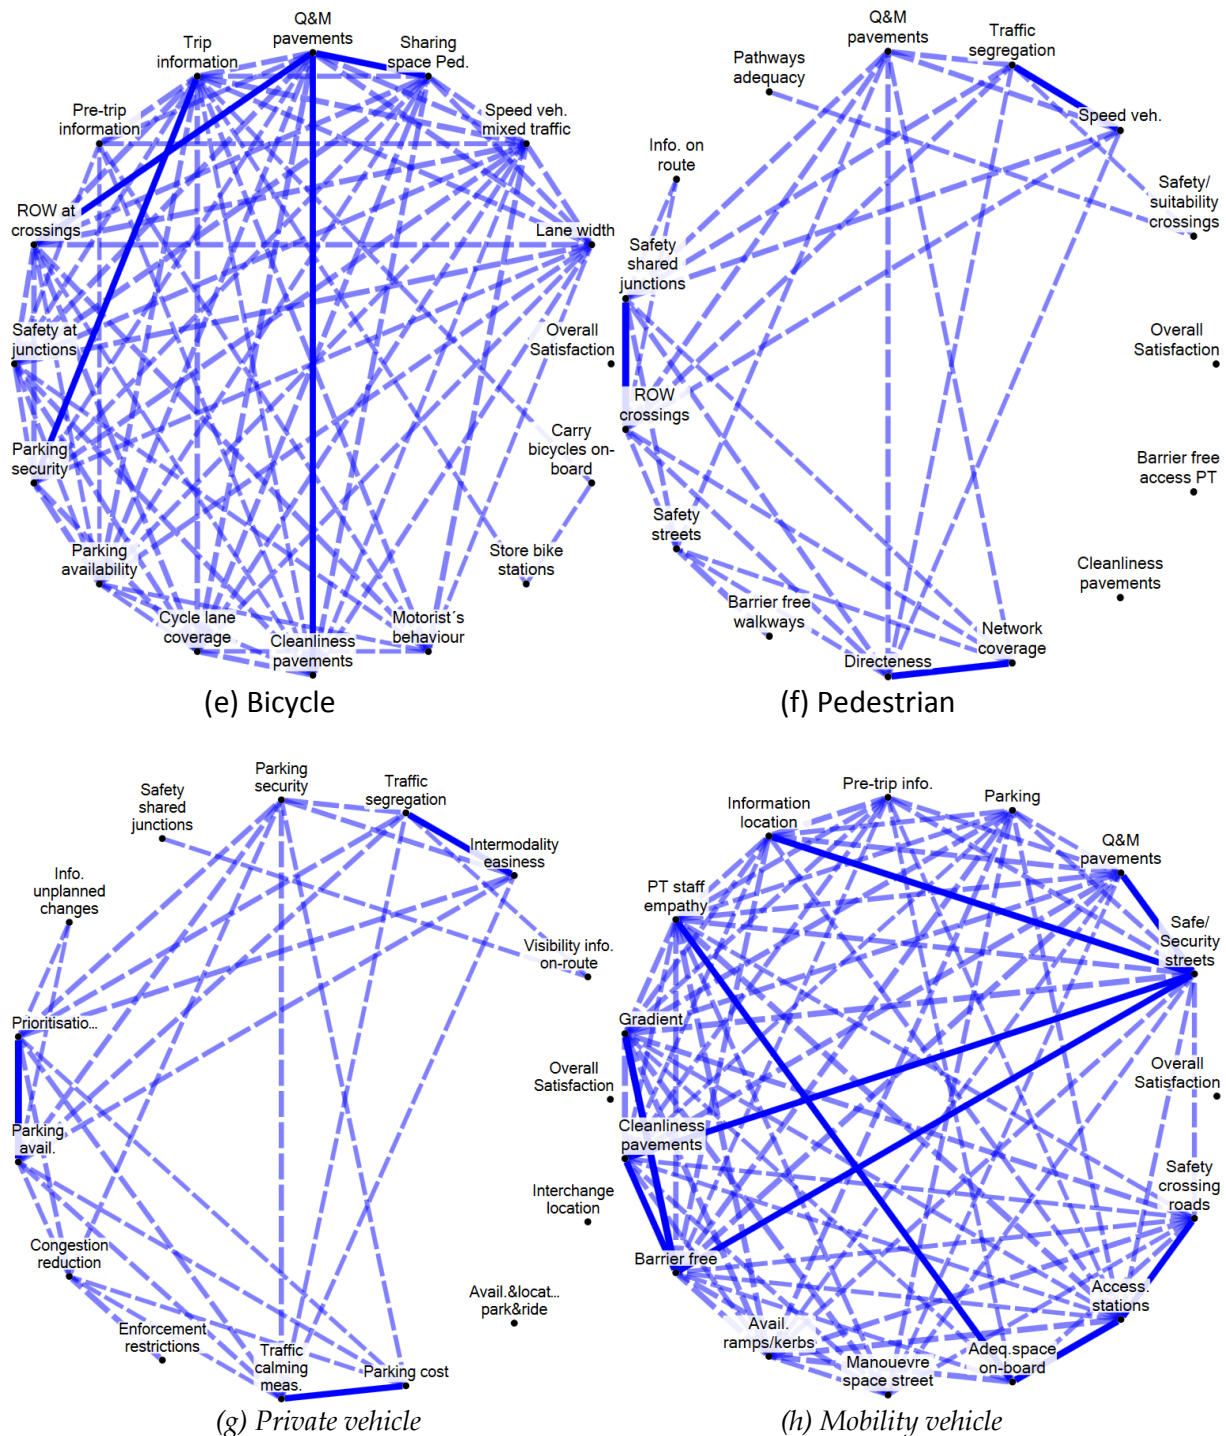 Q&M
pavements
Trip
information
Sharing
space Ped.
Pre-trip
information
Speed veh.
mixed traffic
ROW at
crossings
Lane width
Safety at
junctions
Overall
Satisfaction
Parking
security
Carry
bicycles on-
board
Parking
availability
Store bike
stations
Cycle lane
coverage
Cleanliness
pavements
Motorist´s
behaviour
(e) Bicycle
Q&M
pavements
Traffic
segregation
Pathways
adequacy
Speed veh.
Info. on
route
Safety/
suitability
crossings
Safety
shared
junctions
Overall
Satisfaction
ROW
crossings
Barrier free
access PT
Safety
streets
Cleanliness
pavements
Barrier free
walkways
Network
coverage
Directeness
(f) Pedestrian
Parking
security
Traffic
segregation
Safety
shared
junctions
Intermodality
easiness
Info.
unplanned
changes
Visibility info.
on-route
Prioritisatio...
Overall
Satisfaction
Parking
avail.
Interchange
location
Congestion
reduction
Avail.&locat...
park&ride
Enforcement
restrictions
Traffic
calming
meas.
Parking cost
(g) Private vehicle
Pre-trip info.
Information
location
Parking
Q&M
pavements
PT staff
empathy
Safe/
Security
streets
Gradient
Overall
Satisfaction
Cleanliness
pavements
Safety
crossing
roads
Barrier free
Access.
stations
Avail.
ramps/kerbs
Manouevre
space street
Adeq.space
on-board
(h) Mobility vehicle